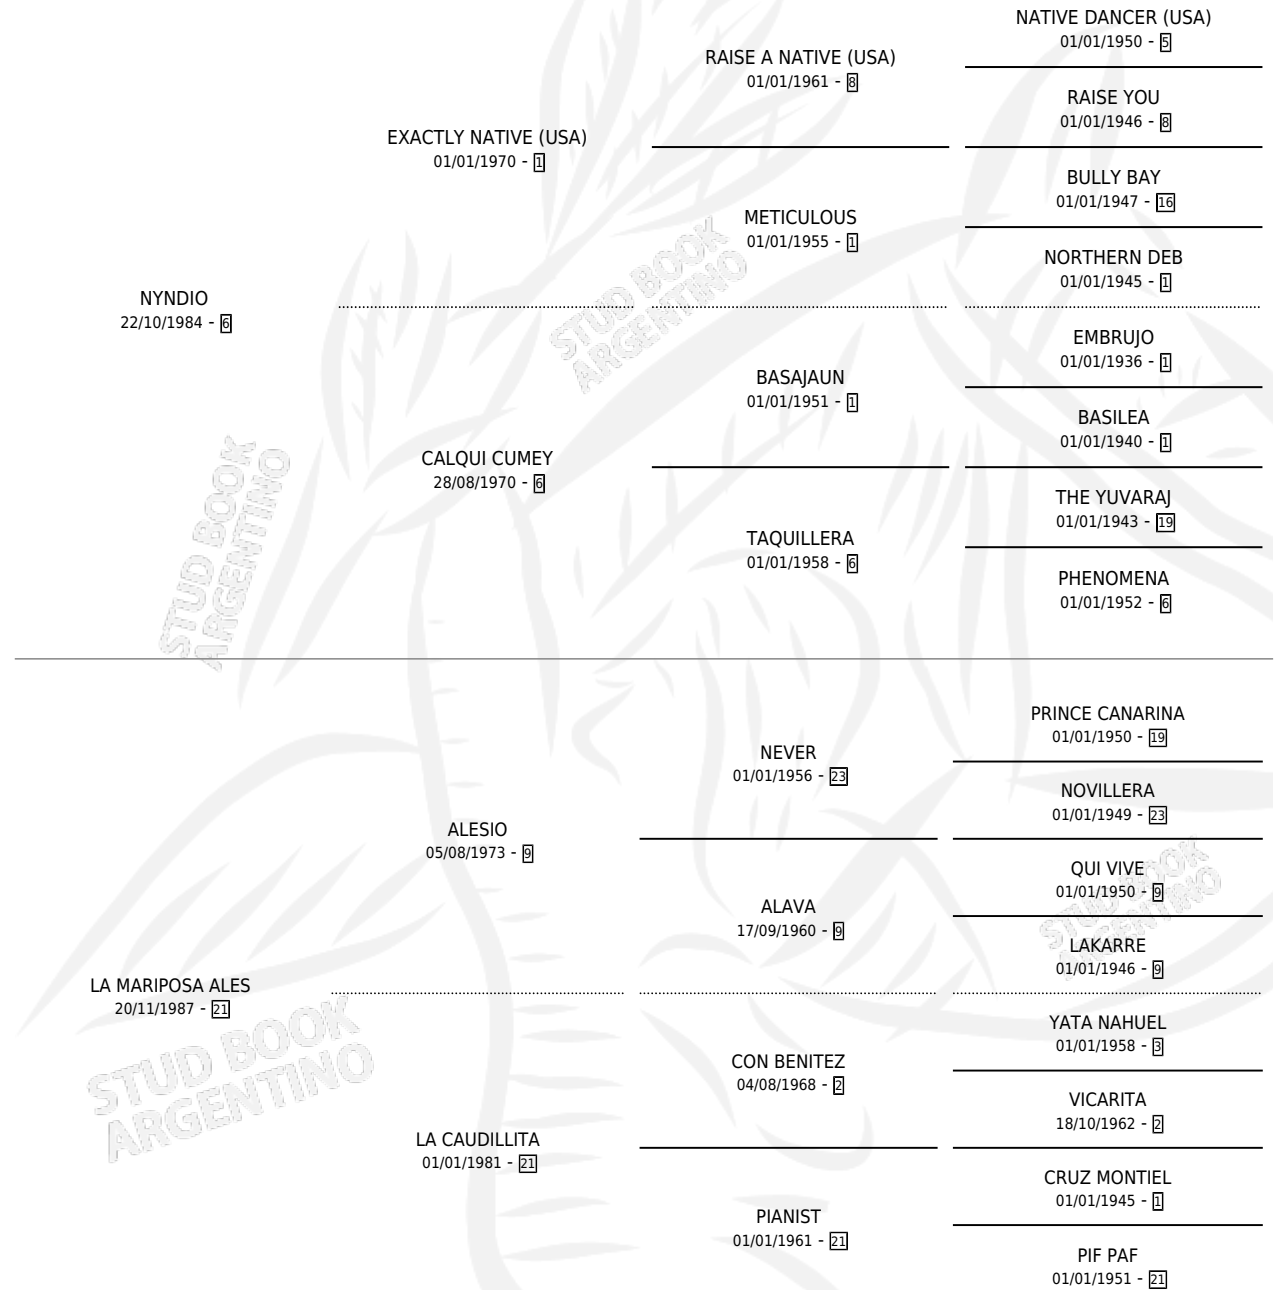 NATIVE DANCER (USA)
01/01/1950 - 5
RAISE A NATIVE (USA)
01/01/1961 - 8
RAISE YOU
01/01/1946 - 8
EXACTLY NATIVE (USA)
01/01/1970 - 1
BULLY BAY
01/01/1947 - 16
METICULOUS
01/01/1955 - 1
NORTHERN DEB
01/01/1945 - 1
NYNDIO
22/10/1984 - 6
EMBRUJO
01/01/1936 - 1
BASAJAUN
01/01/1951 - 1
BASILEA
01/01/1940 - 1
CALQUI CUMEY
28/08/1970 - 6
THE YUVARAJ
01/01/1943 - 19
TAQUILLERA
01/01/1958 - 6
PHENOMENA
01/01/1952 - 6
PRINCE CANARINA
01/01/1950 - 19
NEVER
01/01/1956 - 23
NOVILLERA
01/01/1949 - 23
ALESIO
05/08/1973 - 9
QUI VIVE
01/01/1950 - 9
ALAVA
17/09/1960 - 9
LAKARRE
01/01/1946 - 9
LA MARIPOSA ALES
20/11/1987 - 21
YATA NAHUEL
01/01/1958 - 3
CON BENITEZ
04/08/1968 - 2
VICARITA
18/10/1962 - 2
LA CAUDILLITA
01/01/1981 - 21
CRUZ MONTIEL
01/01/1945 - 1
PIANIST
01/01/1961 - 21
PIF PAF
01/01/1951 - 21
STUD BOOK
ARGENTINO
STUD BOOK
ARGENTINO
STUD BOOK
ARGENTINO
STUD BOOK
ARGENTINO